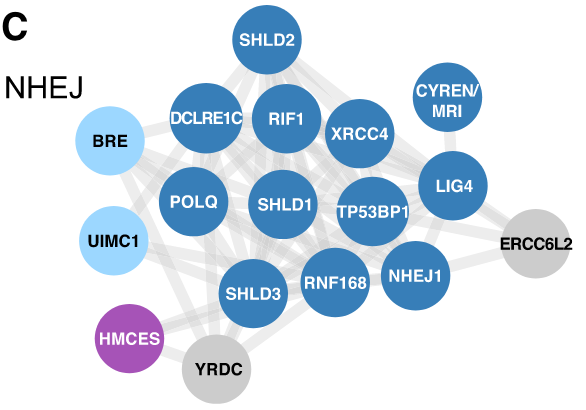 C
NHEJ
SHLD2
CYREN/
MRI
DCLRE1C
RIF1
XRCC4
BRE
LIG4
POLQ
SHLD1
TP53BP1
UIMC1
ERCC6L2
SHLD3
RNF168
NHEJ1
HMCES
YRDC